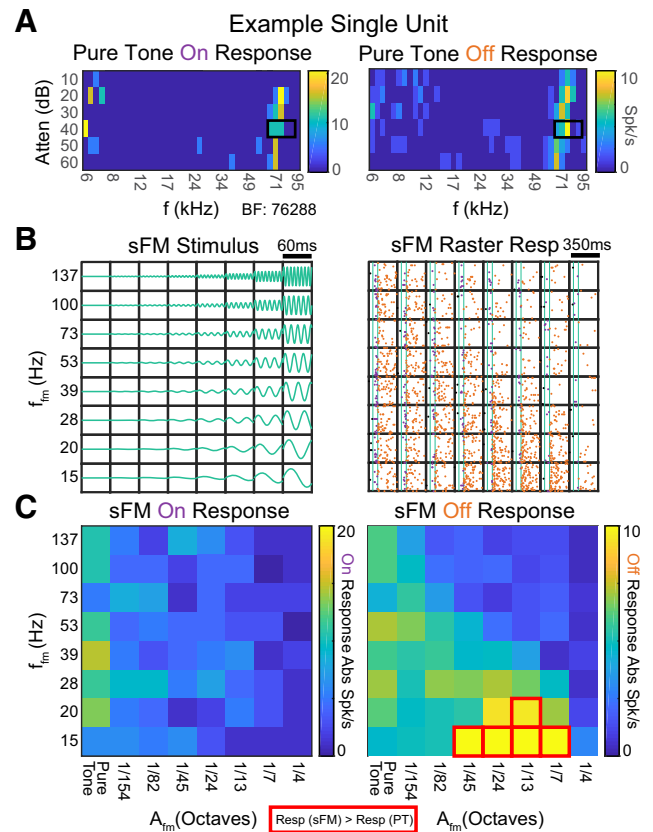 A
Example Single Unit
Pure Tone On Response
Pure Tone Off Response
Atten (dB)
10
20
30
40
50
60
6 8 12 17 24 34 49 71 95
f (kHz)
BF: 76288
20
10
0
6 8 12 17 24 34 49 71 95
f (kHz)
10
0
Spk/s
B
sFM Stimulus
60ms
sFM Raster Resp
350ms
f fm (Hz)
137
100
73
53
39
28
20
15
C
sFM On Response
sFM Off Response
f fm (Hz)
137
100
73
53
39
28
20
15
20
On Response Abs Spk/s
0
10
Off Response Abs Spk/s
0
Pure Tone 1/154 1/82 1/45 1/24 1/13 1/7 1/4
Pure Tone 1/154 1/82 1/45 1/24 1/13 1/7 1/4
A fm (Octaves)
Resp (sFM) > Resp (PT)
A fm (Octaves)